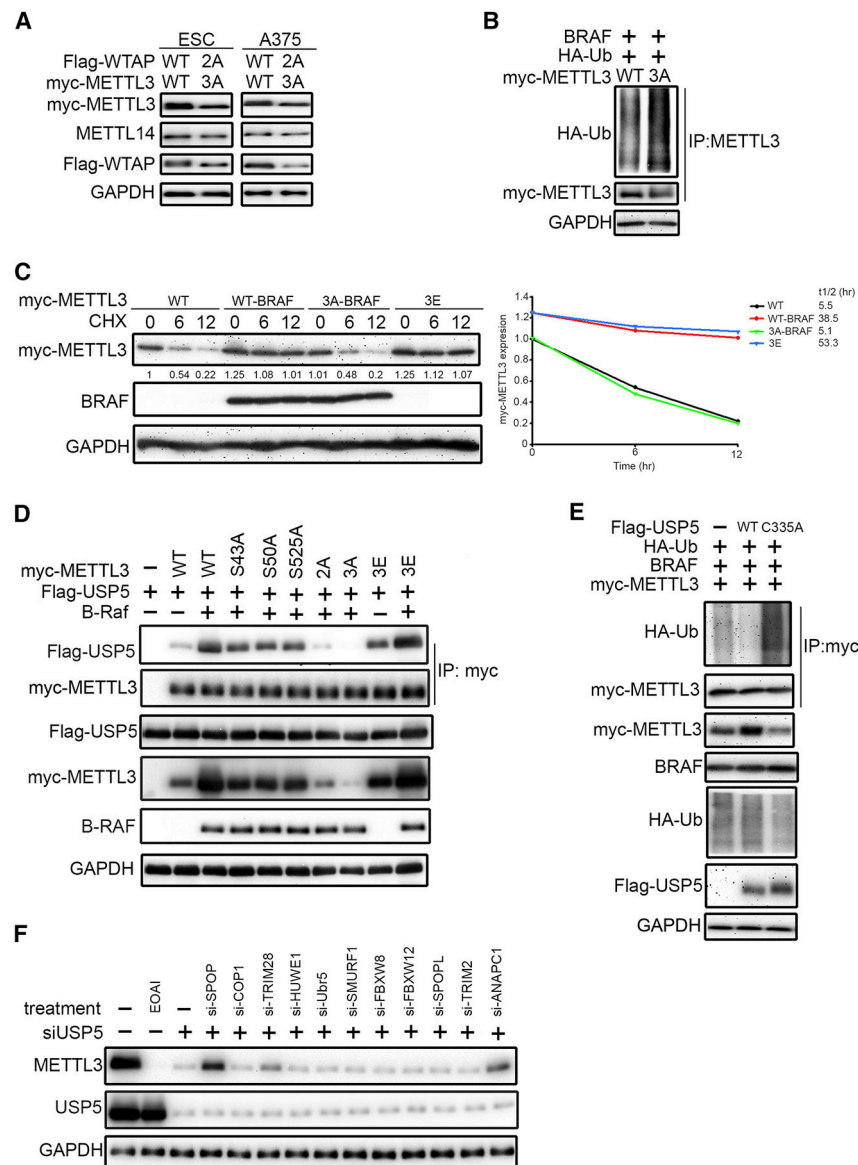 A
ESC A375
Flag-WTAP WT 2A WT 2A
myc-METTL3 WT 3A WT 3A
myc-METTL3
METTL14
Flag-WTAP
GAPDH
B
BRAF + +
HA-Ub + +
myc-METTL3 WT 3A
HA-Ub
IP:METTL3
myc-METTL3
GAPDH
C
myc-METTL3 WT WT-BRAF 3A-BRAF 3E
CHX 0 6 12 0 6 12 0 6 12 0 6 12
myc-METTL3
1 0.54 0.22 1.25 1.08 1.01 1.01 0.48 0.2 1.25 1.12 1.07
BRAF
GAPDH
myc-METTL3 expresion
1.4
1.2
1.0
0.8
0.6
0.4
0.2
0
0 6 12
Time (hr)
t1/2 (hr)
WT 5.5
WT-BRAF 38.5
3A-BRAF 5.1
3E 53.3
D
myc-METTL3 − WT WT S43A S50A S525A 2A 3A 3E 3E
Flag-USP5 + + + + + + + + + +
B-Raf − − + + + + + + − +
Flag-USP5
IP: myc
myc-METTL3
Flag-USP5
myc-METTL3
B-RAF
GAPDH
E
Flag-USP5 − WT C335A
HA-Ub + + +
BRAF + + +
myc-METTL3 + + +
HA-Ub
IP:myc
myc-METTL3
myc-METTL3
BRAF
HA-Ub
Flag-USP5
GAPDH
F
treatment − EOAI − si-SPOP si-COP1 si-TRIM28 si-HUWE1 si-Ubr5 si-SMURF1 si-FBXW8 si-FBXW12 si-SPOPL si-TRIM2 si-ANAPC1
siUSP5 − − + + + + + + + + + + + +
METTL3
USP5
GAPDH